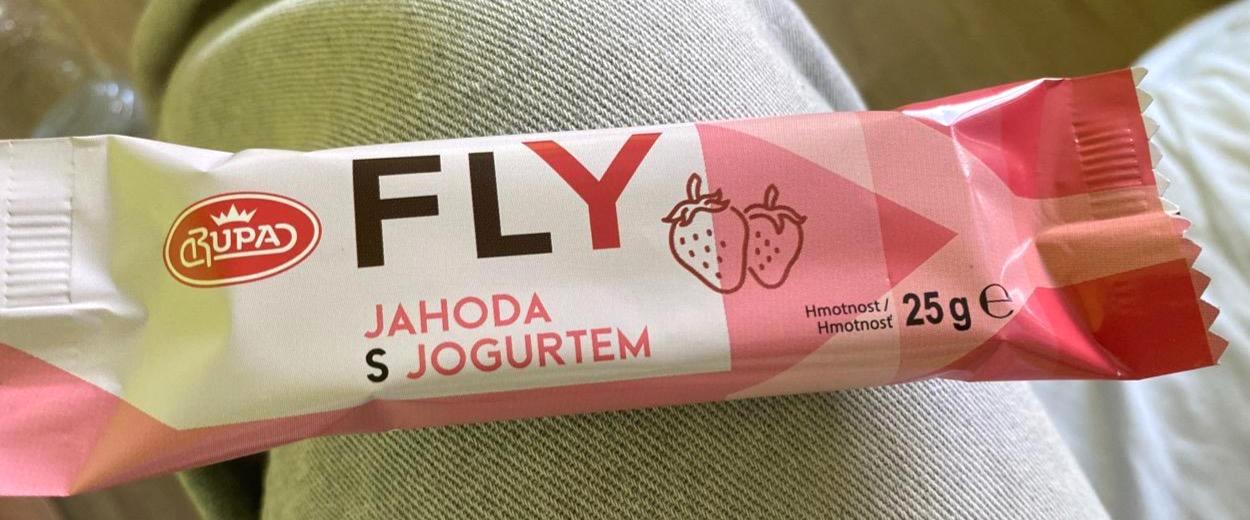 RUPA
FLY
JAHODA
S JOGURTEM
Hmotnost /
Hmotnosť
25 g ℮